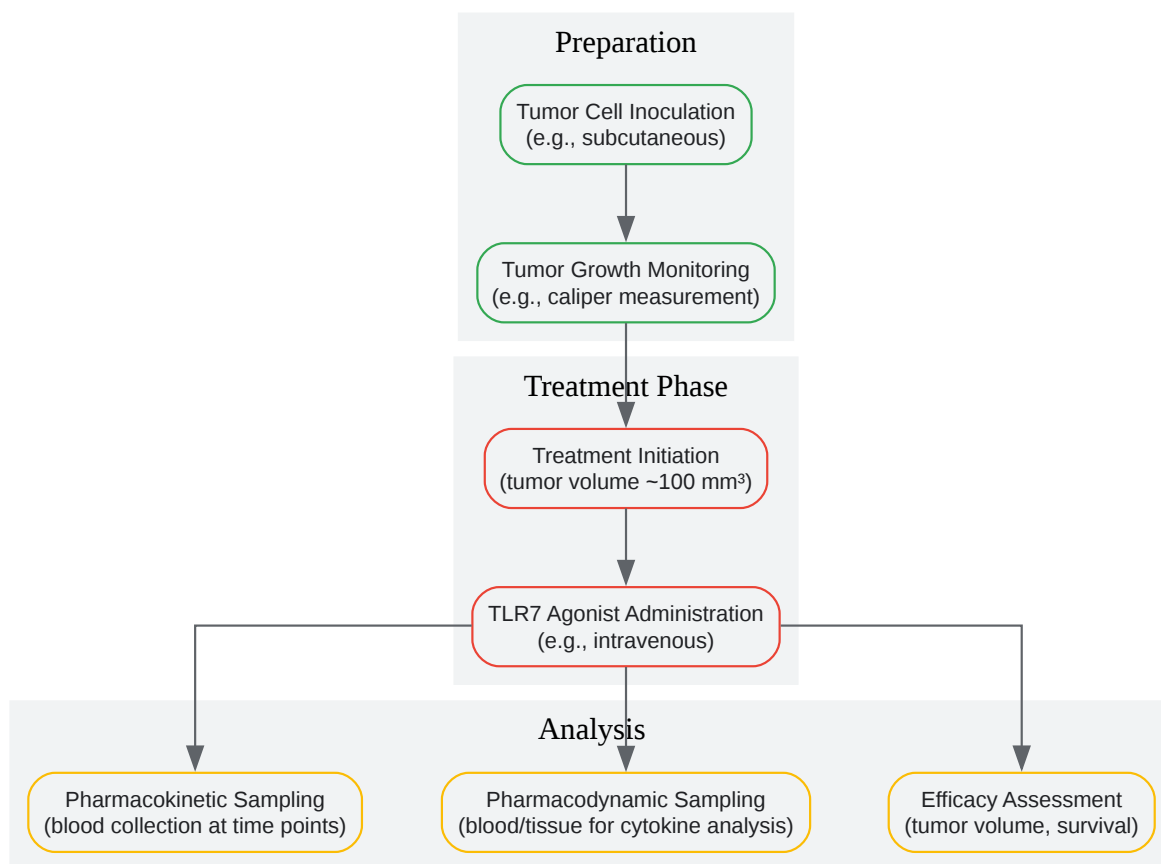 Preparation
Tumor Cell Inoculation
(e.g., subcutaneous)
Tumor Growth Monitoring
(e.g., caliper measurement)
Treatment Phase
Treatment Initiation
(tumor volume ~100 mm³)
TLR7 Agonist Administration
(e.g., intravenous)
Analysis
Pharmacokinetic Sampling
(blood collection at time points)
Pharmacodynamic Sampling
(blood/tissue for cytokine analysis)
Efficacy Assessment
(tumor volume, survival)